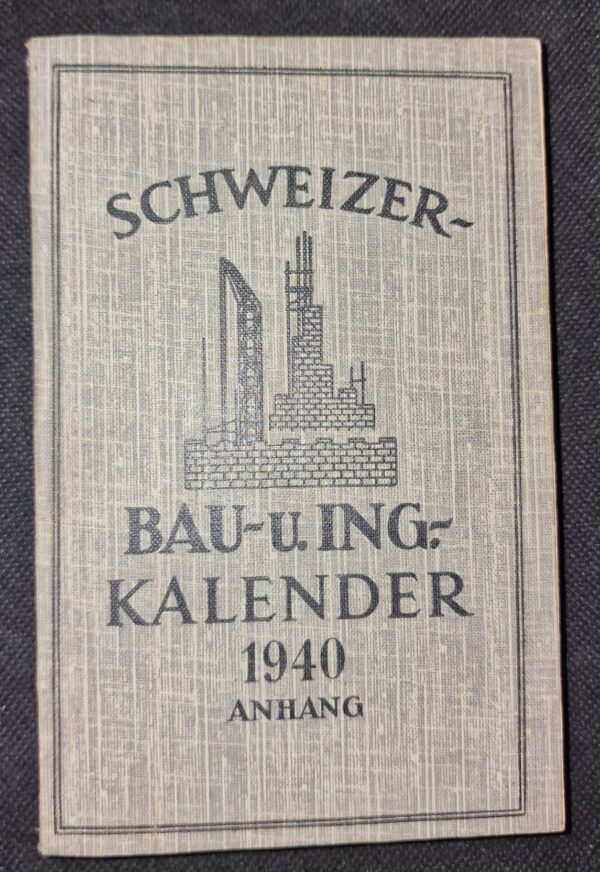 SCHWEIZER-
BAU- u. ING.-
KALENDER
1940
ANHANG